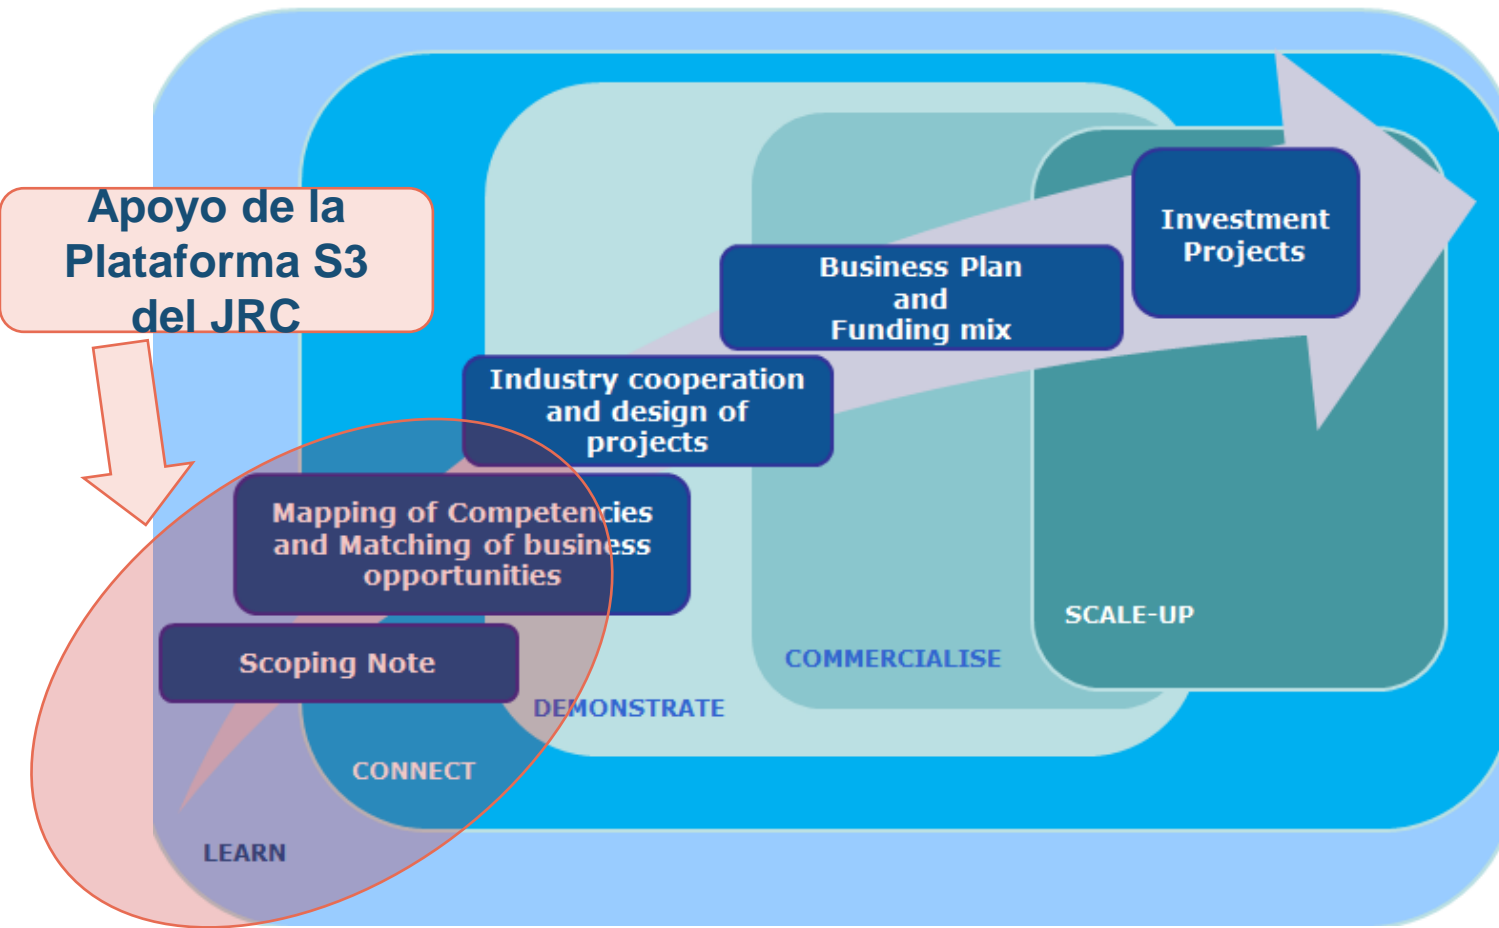 Apoyo de la
Plataforma S3
del JRC
Investment
Projects
Business Plan
and
Funding mix
Industry cooperation
and design of
projects
Mapping of Competencies
and Matching of business
opportunities
Scoping Note
SCALE-UP
COMMERCIALISE
DEMONSTRATE
CONNECT
LEARN